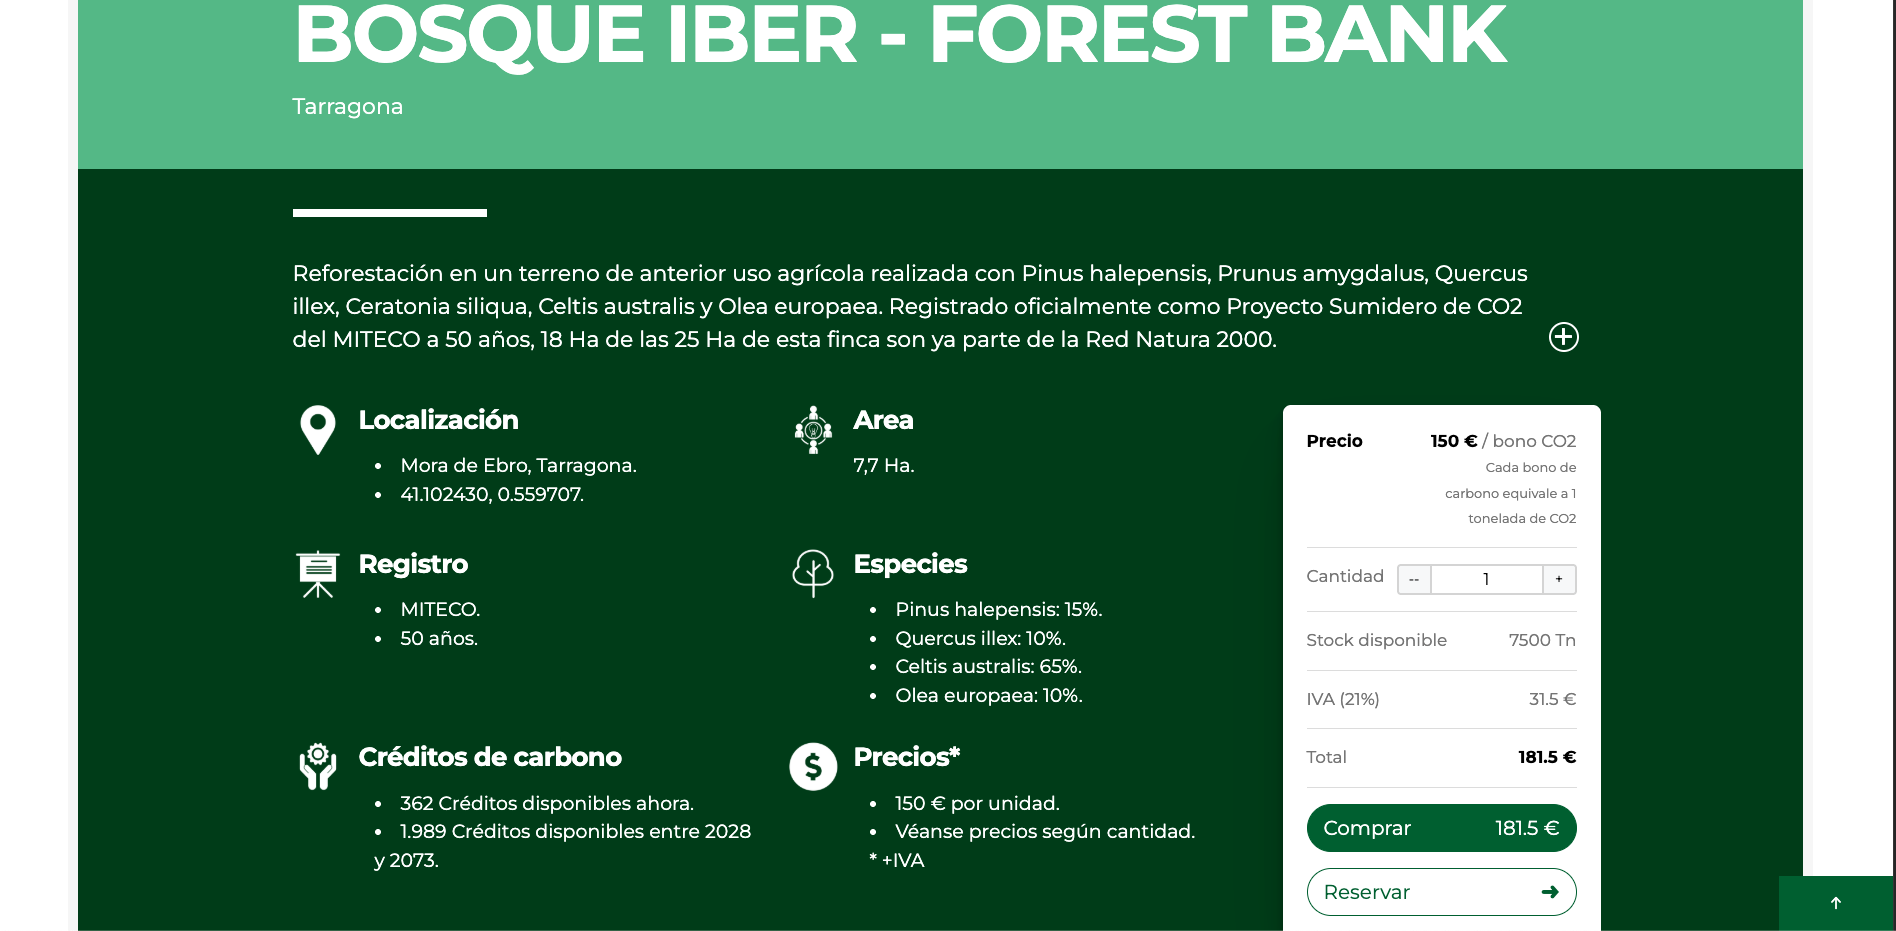 BOSQUE IBER - FOREST BANK
Tarragona
Reforestación en un terreno de anterior uso agrícola realizada con Pinus halepensis, Prunus amygdalus, Quercus
illex, Ceratonia siliqua, Celtis australis y Olea europaea. Registrado oficialmente como Proyecto Sumidero de CO2
del MITECO a 50 años, 18 Ha de las 25 Ha de esta finca son ya parte de la Red Natura 2000.
Localización
• Mora de Ebro, Tarragona.
• 41.102430, 0.559707.
Area
7,7 Ha.
Registro
• MITECO.
• 50 años.
Especies
• Pinus halepensis: 15%.
• Quercus illex: 10%.
• Celtis australis: 65%.
• Olea europaea: 10%.
Créditos de carbono
• 362 Créditos disponibles ahora.
• 1.989 Créditos disponibles entre 2028
y 2073.
Precios*
• 150 € por unidad.
• Véanse precios según cantidad.
* +IVA
Precio 150 € / bono CO2
Cada bono de
carbono equivale a 1
tonelada de CO2
Cantidad -- 1 +
Stock disponible 7500 Tn
IVA (21%) 31.5 €
Total 181.5 €
Comprar 181.5 €
Reservar